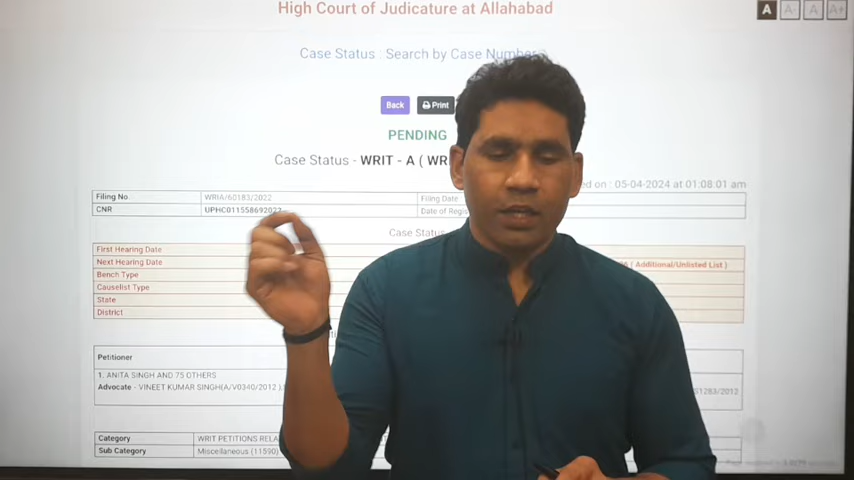 High Court of Judicature at Allahabad
A A- A A+
Case Status : Search by Case Number
Back Print
PENDING
Case Status - WRIT - A ( WR
ed on : 05-04-2024 at 01:08:01 am
Filing No WRIA/60183/2022 Filing Date
CNR UPHC011558692022 Date of Regis
Case Status
First Hearing Date
Next Hearing Date ( Additional/Unlisted List )
Bench Type
Causelist Type
State
District
Petitioner
1. ANITA SINGH AND 75 OTHERS
Advocate - VINEET KUMAR SINGH(A/V0340/2012 )
S1283/2012
Category WRIT PETITIONS RELA
Sub Category Miscellaneous (11590)